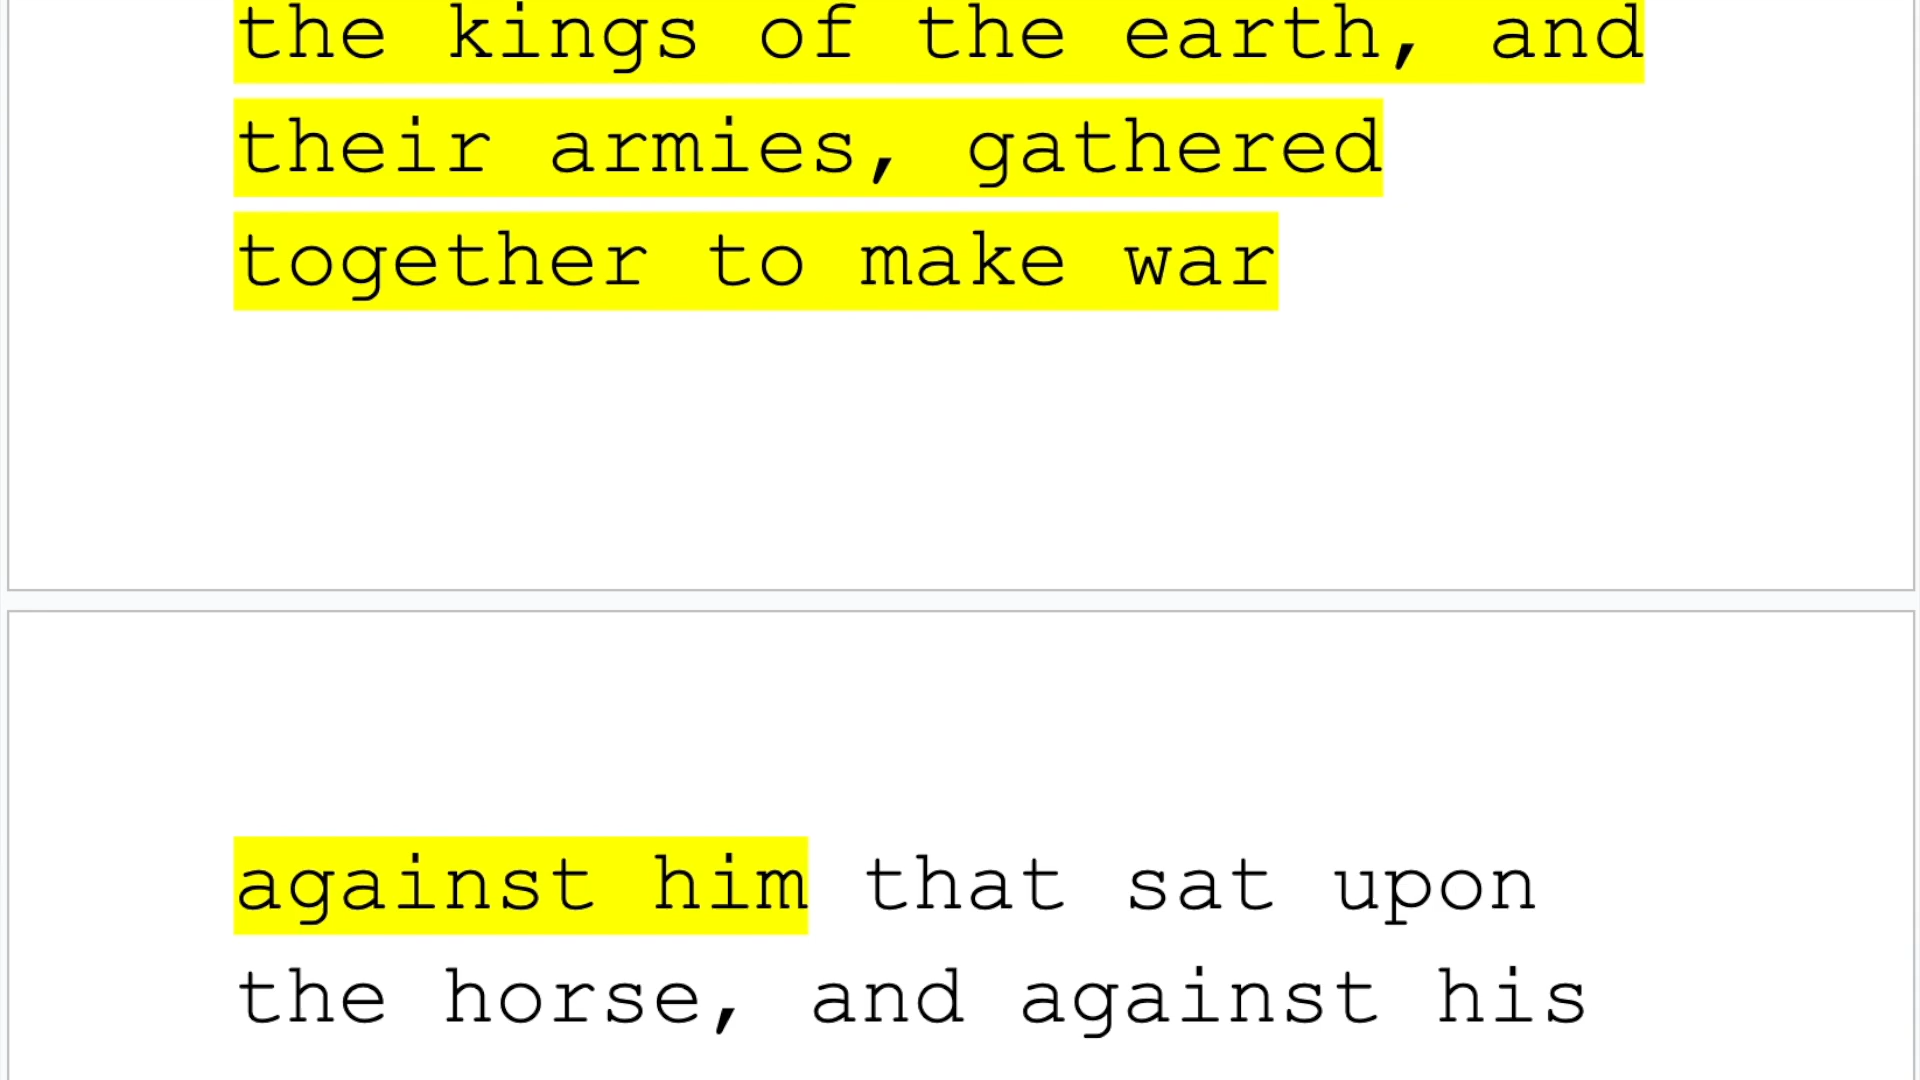 the kings of the earth, and
their armies, gathered
together to make war
against him that sat upon
the horse, and against his